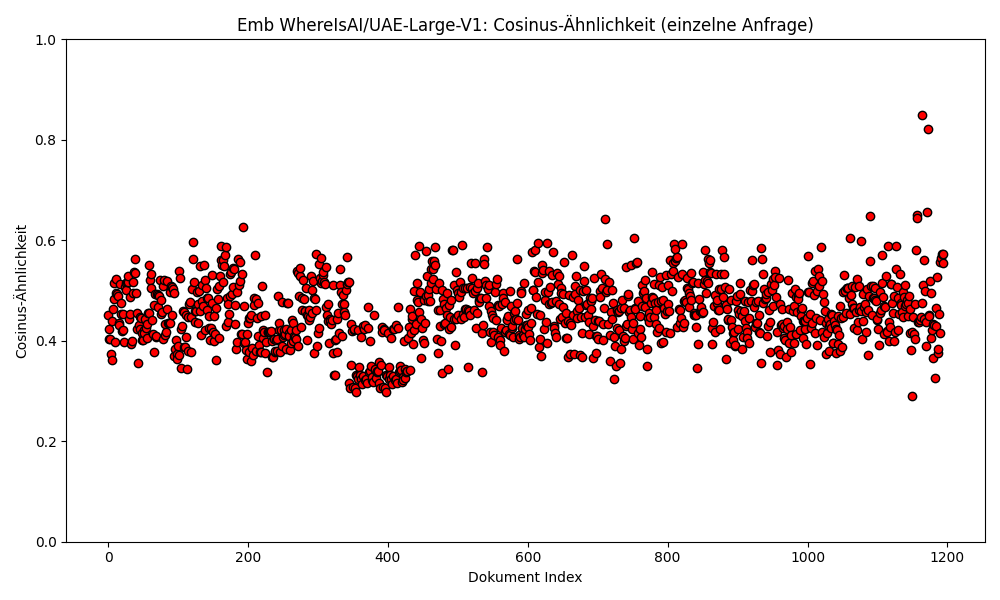 Emb WhereIsAI/UAE-Large-V1: Cosinus-Ähnlichkeit (einzelne Anfrage)
Cosinus-Ähnlichkeit
1.0
0.8
0.6
0.4
0.2
0.0
0 200 400 600 800 1000 1200
Dokument Index